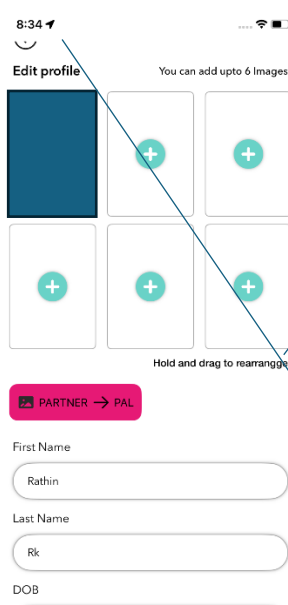 8:34
Edit profile
You can add upto 6 Images
Hold and drag to rearrangge
PARTNER → PAL
First Name
Rathin
Last Name
Rk
DOB